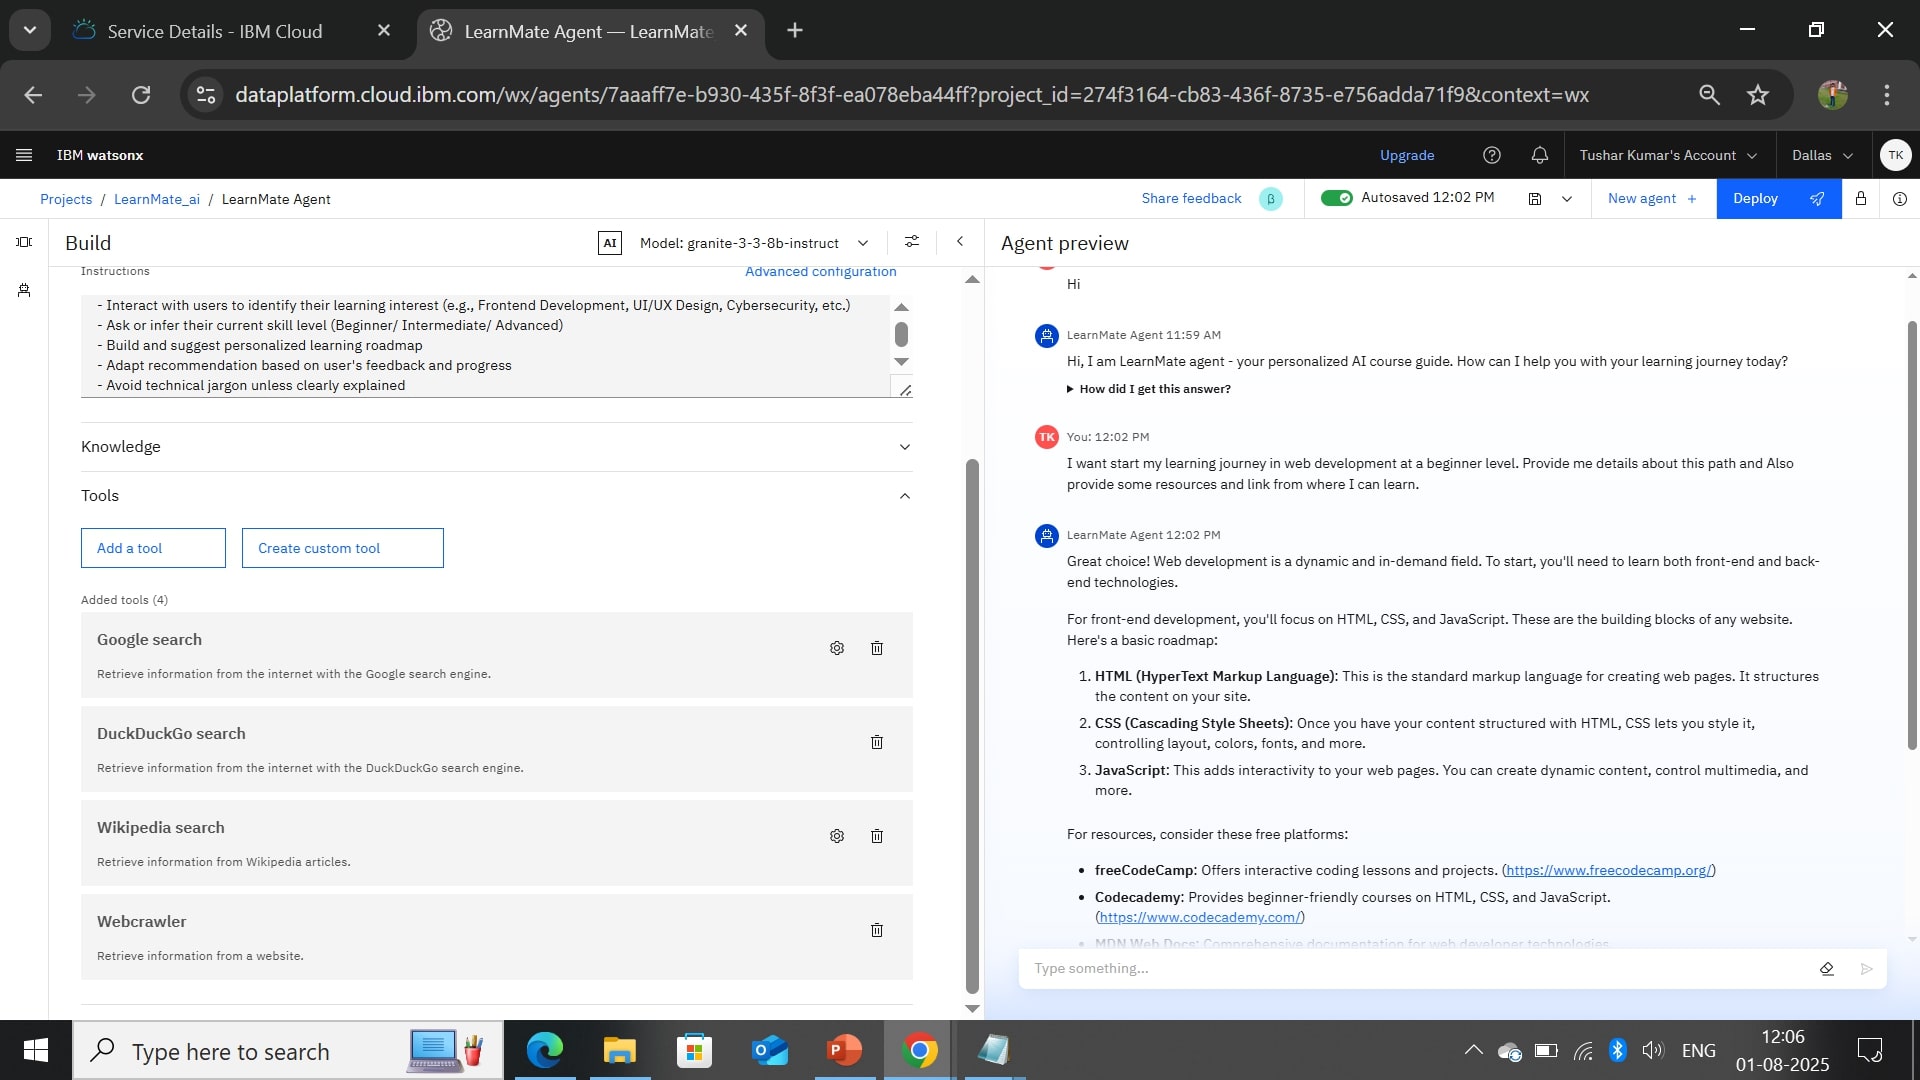 Service Details - IBM Cloud
LearnMate Agent — LearnMate
dataplatform.cloud.ibm.com/wx/agents/7aaaff7e-b930-435f-8f3f-ea078eba44ff?project_id=274f3164-cb83-436f-8735-e756adda71f9&context=wx
IBM watsonx
Upgrade
Tushar Kumar's Account
Dallas
TK
Projects / LearnMate_ai / LearnMate Agent
Share feedback
β
Autosaved 12:02 PM
New agent +
Deploy
Build
AI
Model: granite-3-3-8b-instruct
Instructions
Advanced configuration
- Interact with users to identify their learning interest (e.g., Frontend Development, UI/UX Design, Cybersecurity, etc.)
- Ask or infer their current skill level (Beginner/ Intermediate/ Advanced)
- Build and suggest personalized learning roadmap
- Adapt recommendation based on user's feedback and progress
- Avoid technical jargon unless clearly explained
Knowledge
Tools
Add a tool
Create custom tool
Added tools (4)
Google search
Retrieve information from the internet with the Google search engine.
DuckDuckGo search
Retrieve information from the internet with the DuckDuckGo search engine.
Wikipedia search
Retrieve information from Wikipedia articles.
Webcrawler
Retrieve information from a website.
Agent preview
Hi
LearnMate Agent 11:59 AM
Hi, I am LearnMate agent - your personalized AI course guide. How can I help you with your learning journey today?
How did I get this answer?
TK
You: 12:02 PM
I want start my learning journey in web development at a beginner level. Provide me details about this path and Also
provide some resources and link from where I can learn.
LearnMate Agent 12:02 PM
Great choice! Web development is a dynamic and in-demand field. To start, you'll need to learn both front-end and back-
end technologies.
For front-end development, you'll focus on HTML, CSS, and JavaScript. These are the building blocks of any website.
Here's a basic roadmap:
1. HTML (HyperText Markup Language): This is the standard markup language for creating web pages. It structures
the content on your site.
2. CSS (Cascading Style Sheets): Once you have your content structured with HTML, CSS lets you style it,
controlling layout, colors, fonts, and more.
3. JavaScript: This adds interactivity to your web pages. You can create dynamic content, control multimedia, and
more.
For resources, consider these free platforms:
• freeCodeCamp: Offers interactive coding lessons and projects. (https://www.freecodecamp.org/)
• Codecademy: Provides beginner-friendly courses on HTML, CSS, and JavaScript.
(https://www.codecademy.com/)
• MDN Web Docs: Comprehensive documentation for web developer technologies.
Type something...
Type here to search
P
ENG
12:06
01-08-2025